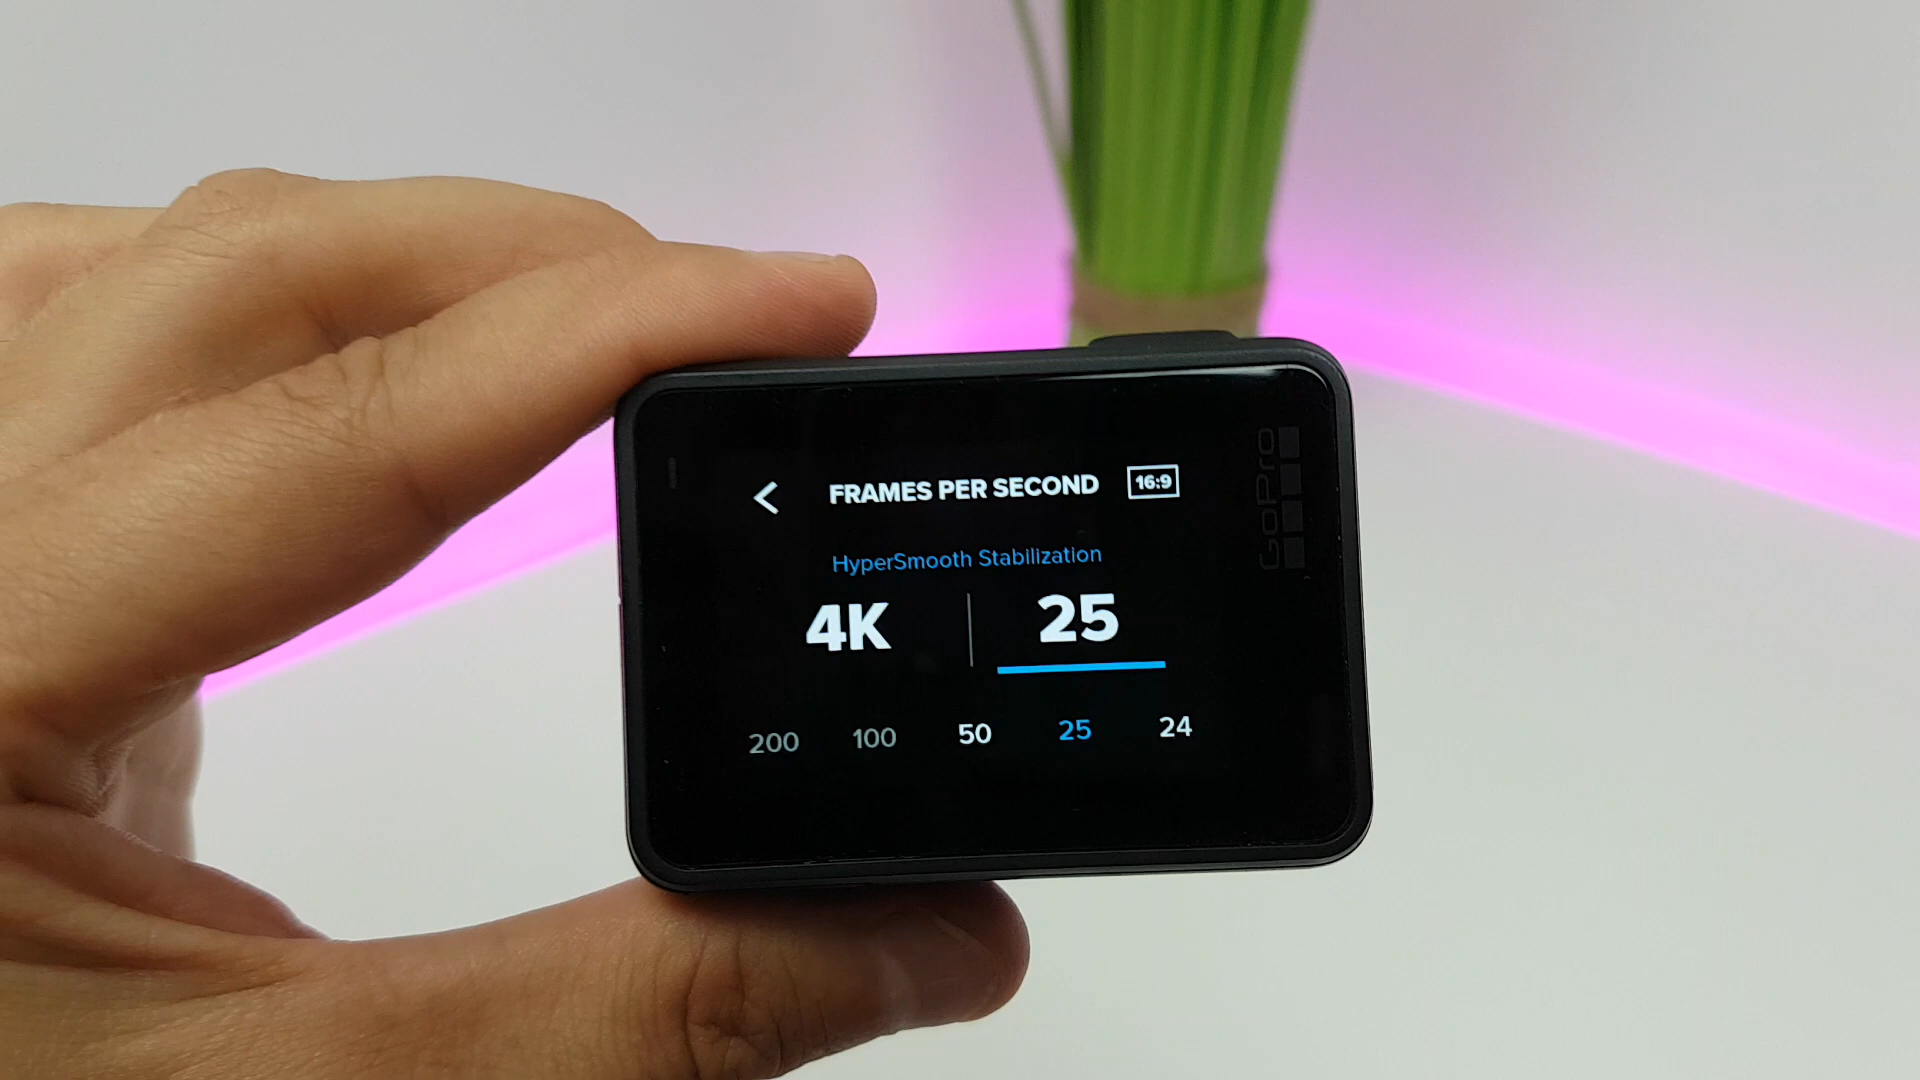 FRAMES PER SECOND 16:9
HyperSmooth Stabilization
4K 25
200 100 50 25 24
GoPro